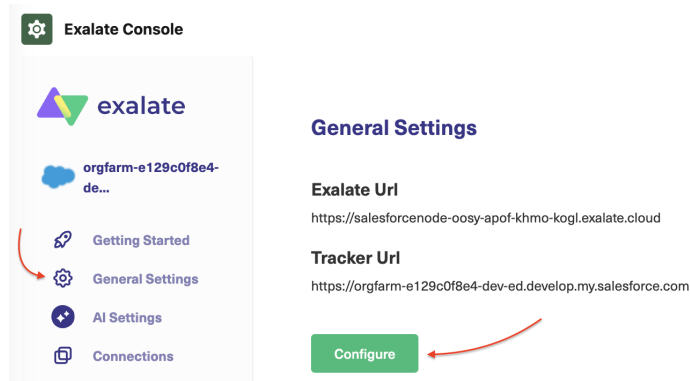 Exalate Console
exalate
orgfarm-e129c0f8e4-
de...
Getting Started
General Settings
AI Settings
Connections
General Settings
Exalate Url
https://salesforcenode-oosy-apof-khmo-kogl.exalate.cloud
Tracker Url
https://orgfarm-e129c0f8e4-dev-ed.develop.my.salesforce.com
Configure